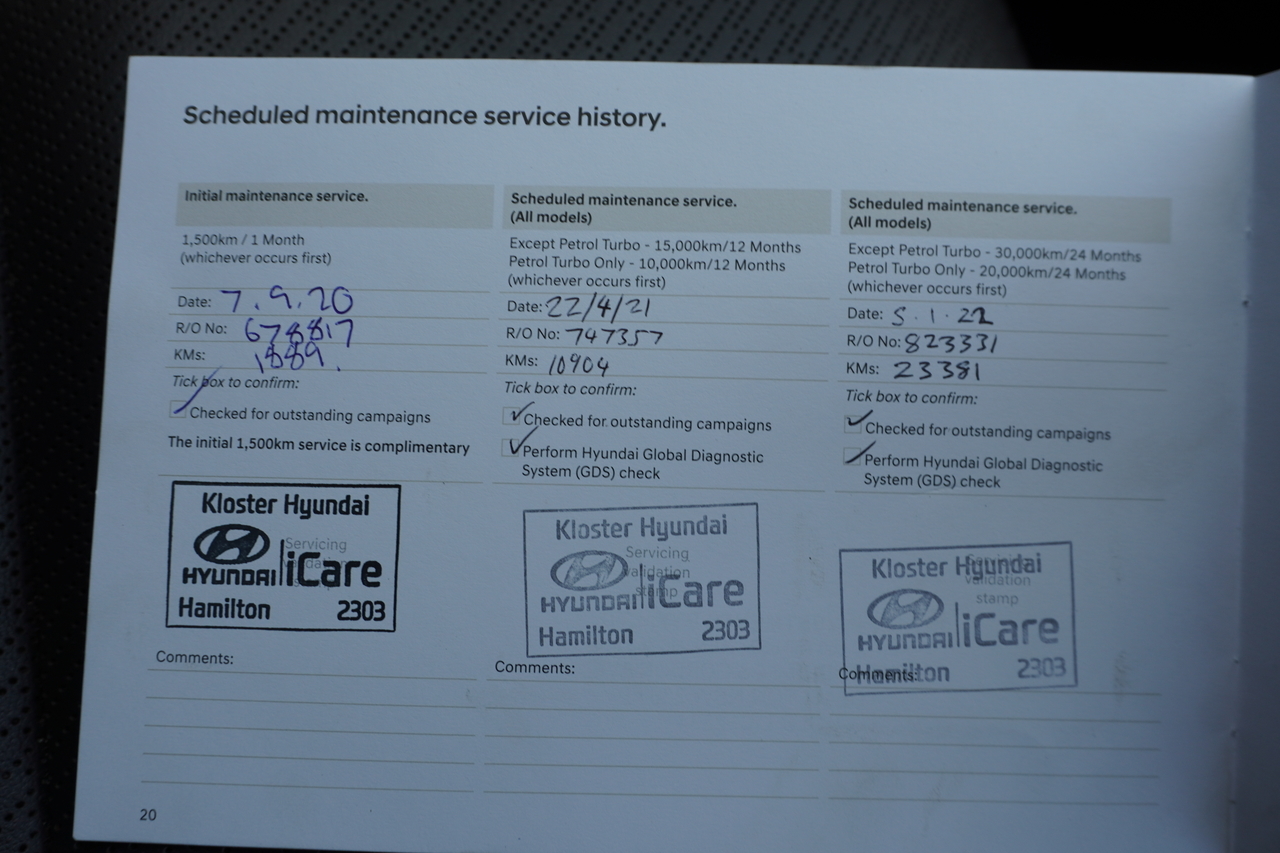 Scheduled maintenance service history.
Initial maintenance service.
1,500km / 1 Month
(whichever occurs first)
Date: 7.9.20
R/O No: 678817
KMs: 1889.
Tick box to confirm:
Checked for outstanding campaigns
The initial 1,500km service is complimentary
Kloster Hyundai
Servicing
HYUNDAI iCare
Hamilton 2303
Comments:
Scheduled maintenance service.
(All models)
Except Petrol Turbo - 15,000km/12 Months
Petrol Turbo Only - 10,000km/12 Months
(whichever occurs first)
Date: 22/4/21
R/O No: 747357
KMs: 10904
Tick box to confirm:
Checked for outstanding campaigns
Perform Hyundai Global Diagnostic
System (GDS) check
Kloster Hyundai
Servicing
validation
stamp
HYUNDAI iCare
Hamilton 2303
Comments:
Scheduled maintenance service.
(All models)
Except Petrol Turbo - 30,000km/24 Months
Petrol Turbo Only - 20,000km/24 Months
(whichever occurs first)
Date: 5.1.22
R/O No: 823331
KMs: 23381
Tick box to confirm:
Checked for outstanding campaigns
Perform Hyundai Global Diagnostic
System (GDS) check
Kloster Hyundai
validation
stamp
HYUNDAI iCare
Hamilton 2303
Comments:
20